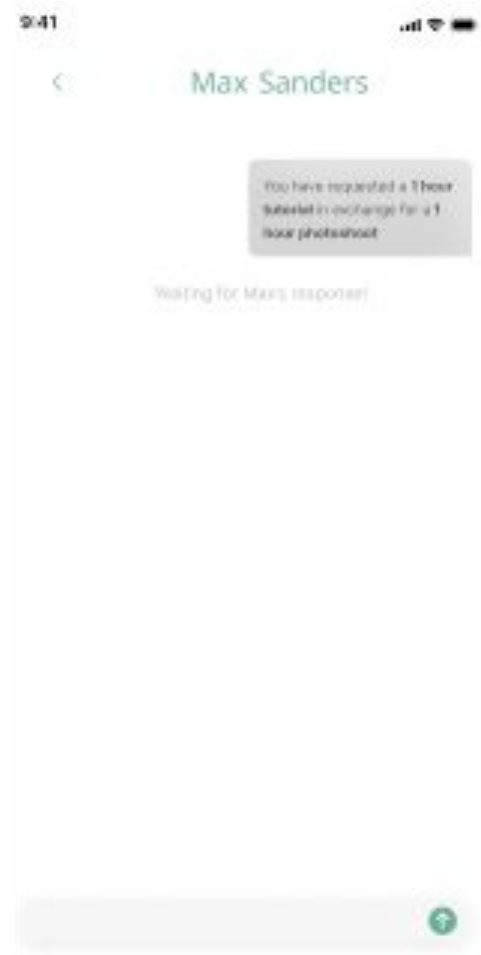 9:41
Max Sanders
You have requested a 1 hour
tutorial in exchange for a 1
hour photoshoot
Waiting for Max's response!